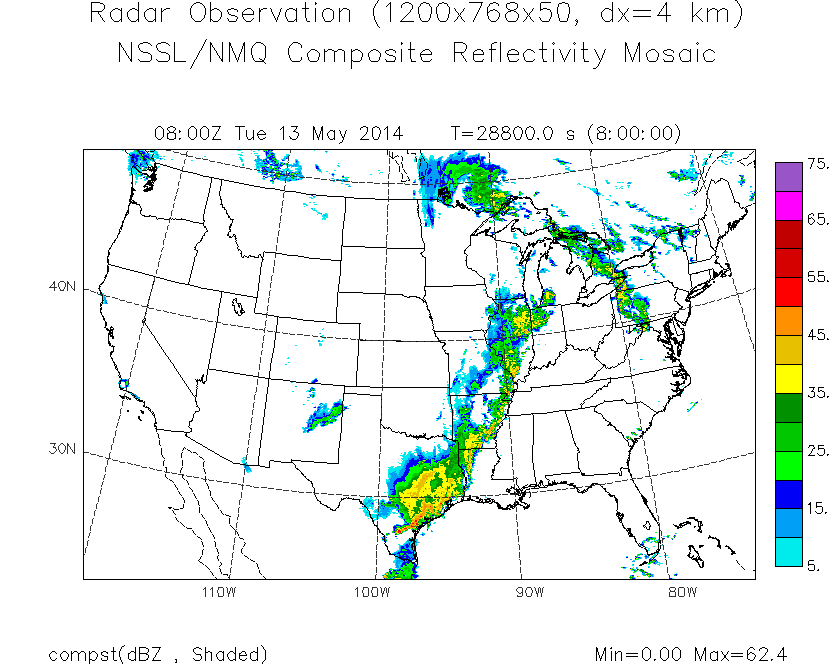 Radar Observation (1200x768x50, dx=4 km)
NSSL/NMQ Composite Reflectivity Mosaic
08:00Z Tue 13 May 2014 T=28800.0 s (8:00:00)
75.
65.
40N
45.
35.
30N
25.
15.
5.
110W 100W 90W 80W
compst(dBZ , Shaded) Min=0.00 Max=62.4